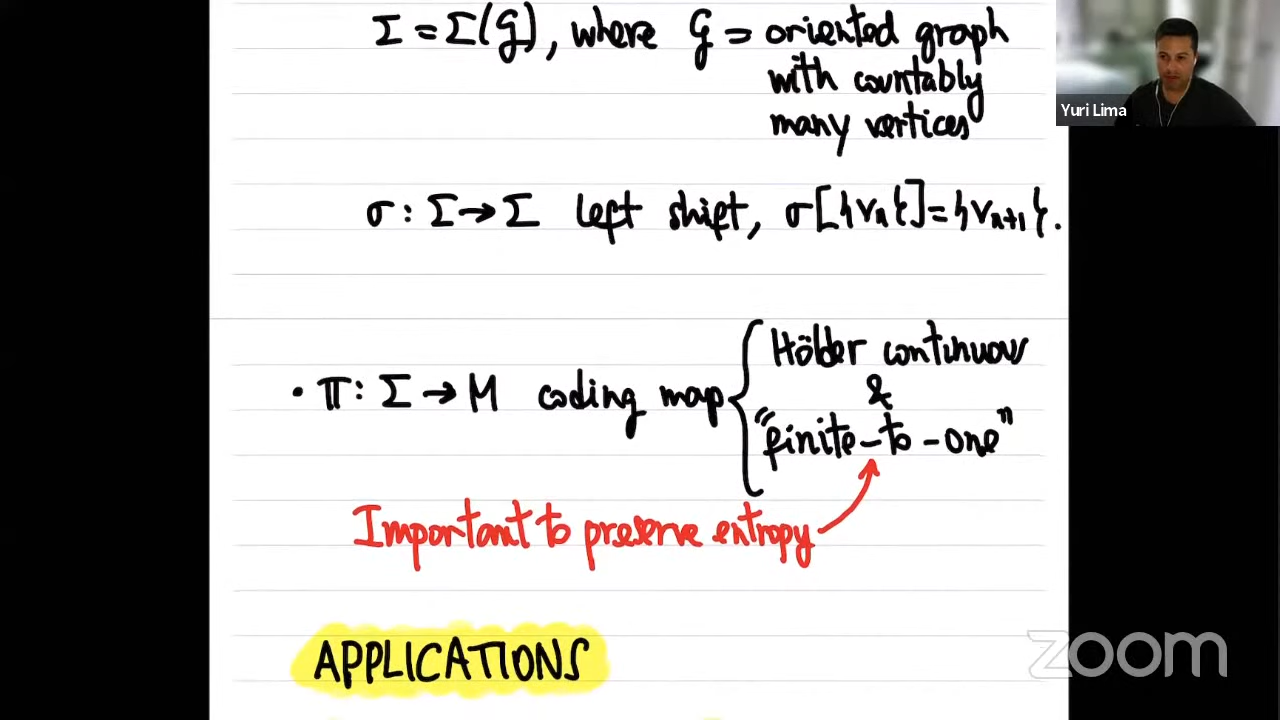 Σ = Σ(G), where G = oriented graph
with countably
many vertices
σ : Σ → Σ left shift, σ[{vₙ}] = {vₙ₊₁}.
Hölder continuous
&
• π : Σ → M coding map {
"finite-to-one"
Important to preserve entropy
APPLICATIONS
Yuri Lima
zoom